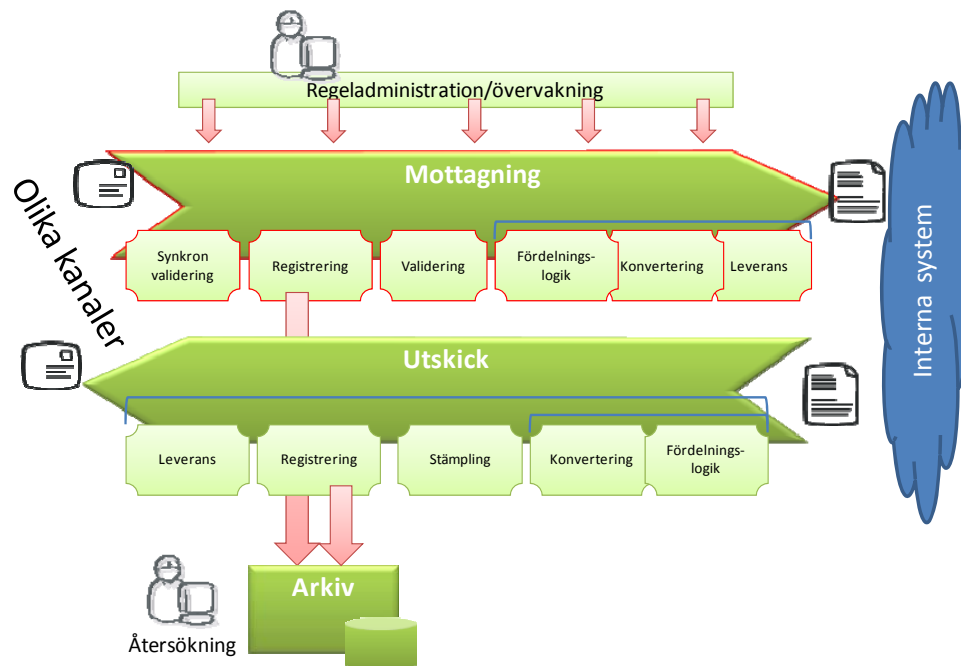 Regeladministration/övervakning
Mottagning
Olika kanaler
Synkron
validering
Registrering
Validering
Fördelnings-
logik
Konvertering
Leverans
Interna system
Utskick
Leverans
Registrering
Stämpling
Konvertering
Fördelnings-
logik
Arkiv
Återsökning